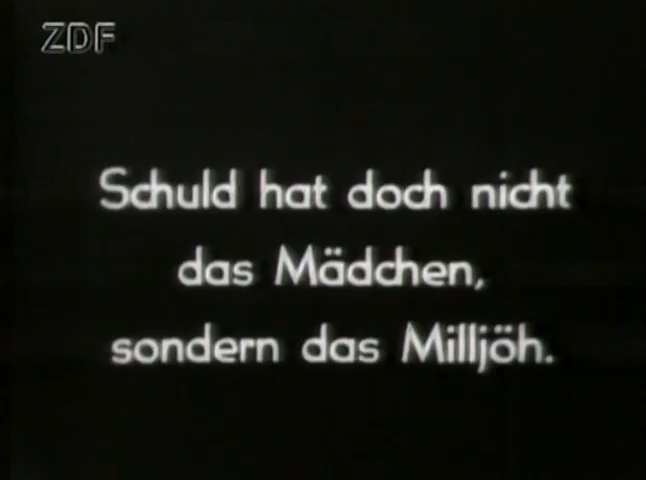 ZDF
Schuld hat doch nicht
das Mädchen,
sondern das Milljöh.